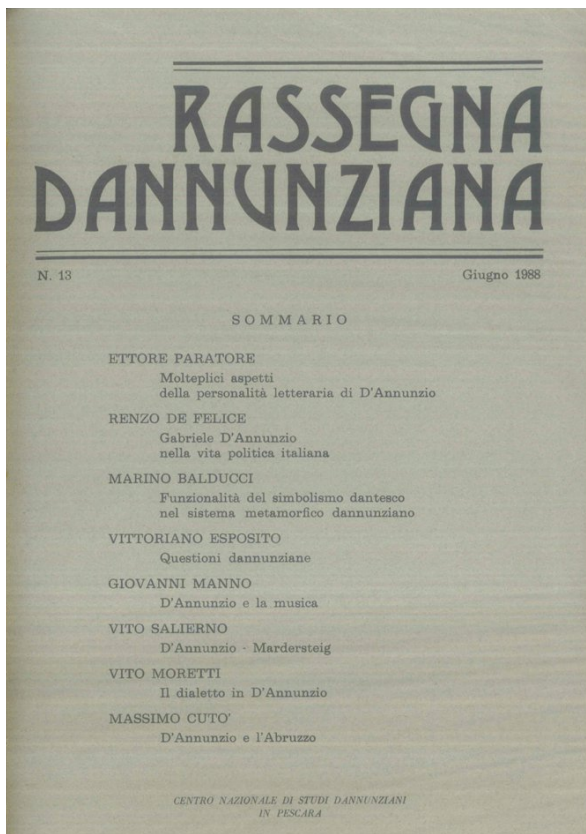 RASSEGNA
DANNUNZIANA
N. 13 Giugno 1988
SOMMARIO
ETTORE PARATORE
Molteplici aspetti
della personalità letteraria di D'Annunzio
RENZO DE FELICE
Gabriele D'Annunzio
nella vita politica italiana
MARINO BALDUCCI
Funzionalità del simbolismo dantesco
nel sistema metamorfico dannunziano
VITTORIANO ESPOSITO
Questioni dannunziane
GIOVANNI MANNO
D'Annunzio e la musica
VITO SALIERNO
D'Annunzio - Mardersteig
VITO MORETTI
Il dialetto in D'Annunzio
MASSIMO CUTO'
D'Annunzio e l'Abruzzo
CENTRO NAZIONALE DI STUDI DANNUNZIANI
IN PESCARA